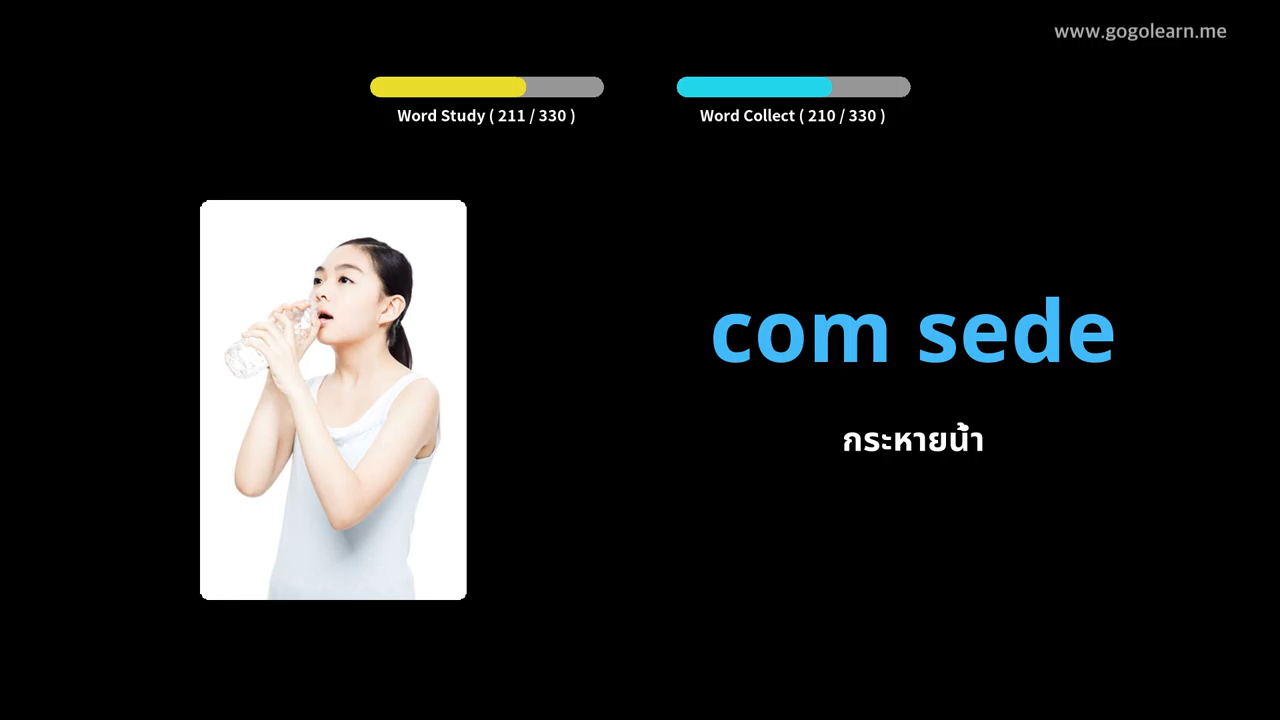 www.gogolearn.me
Word Study ( 211 / 330 )
Word Collect ( 210 / 330 )
com sede
กระหายน้ำ